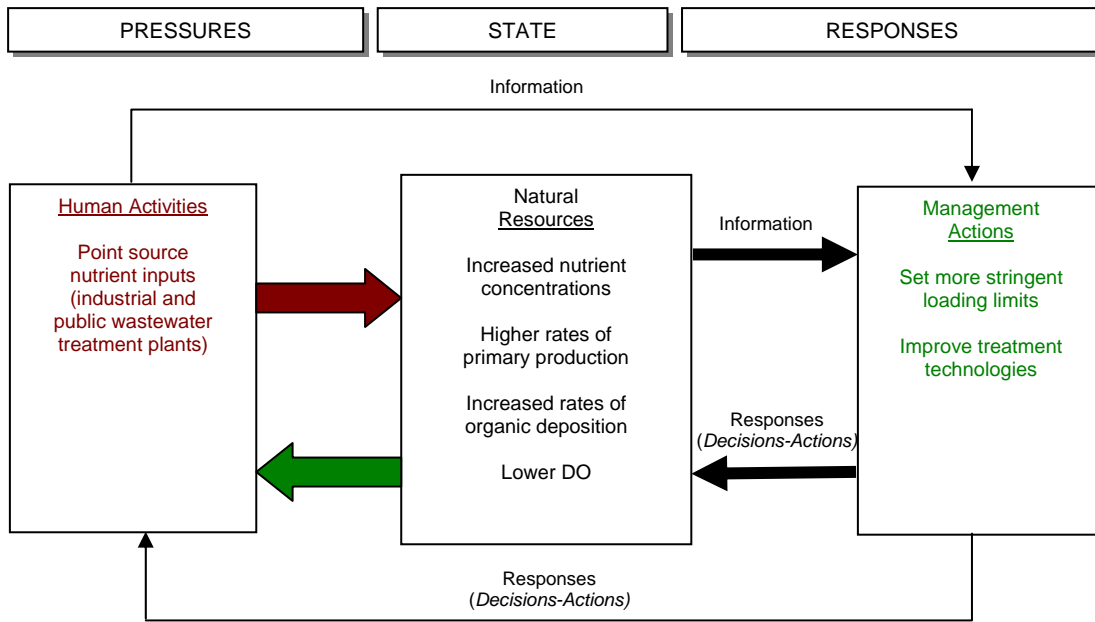 PRESSURES
STATE
RESPONSES
Information
Human Activities
Point source
nutrient inputs
(industrial and
public wastewater
treatment plants)
Natural
Resources
Increased nutrient
concentrations
Higher rates of
primary production
Increased rates of
organic deposition
Lower DO
Information
Responses
(Decisions-Actions)
Management
Actions
Set more stringent
loading limits
Improve treatment
technologies
Responses
(Decisions-Actions)